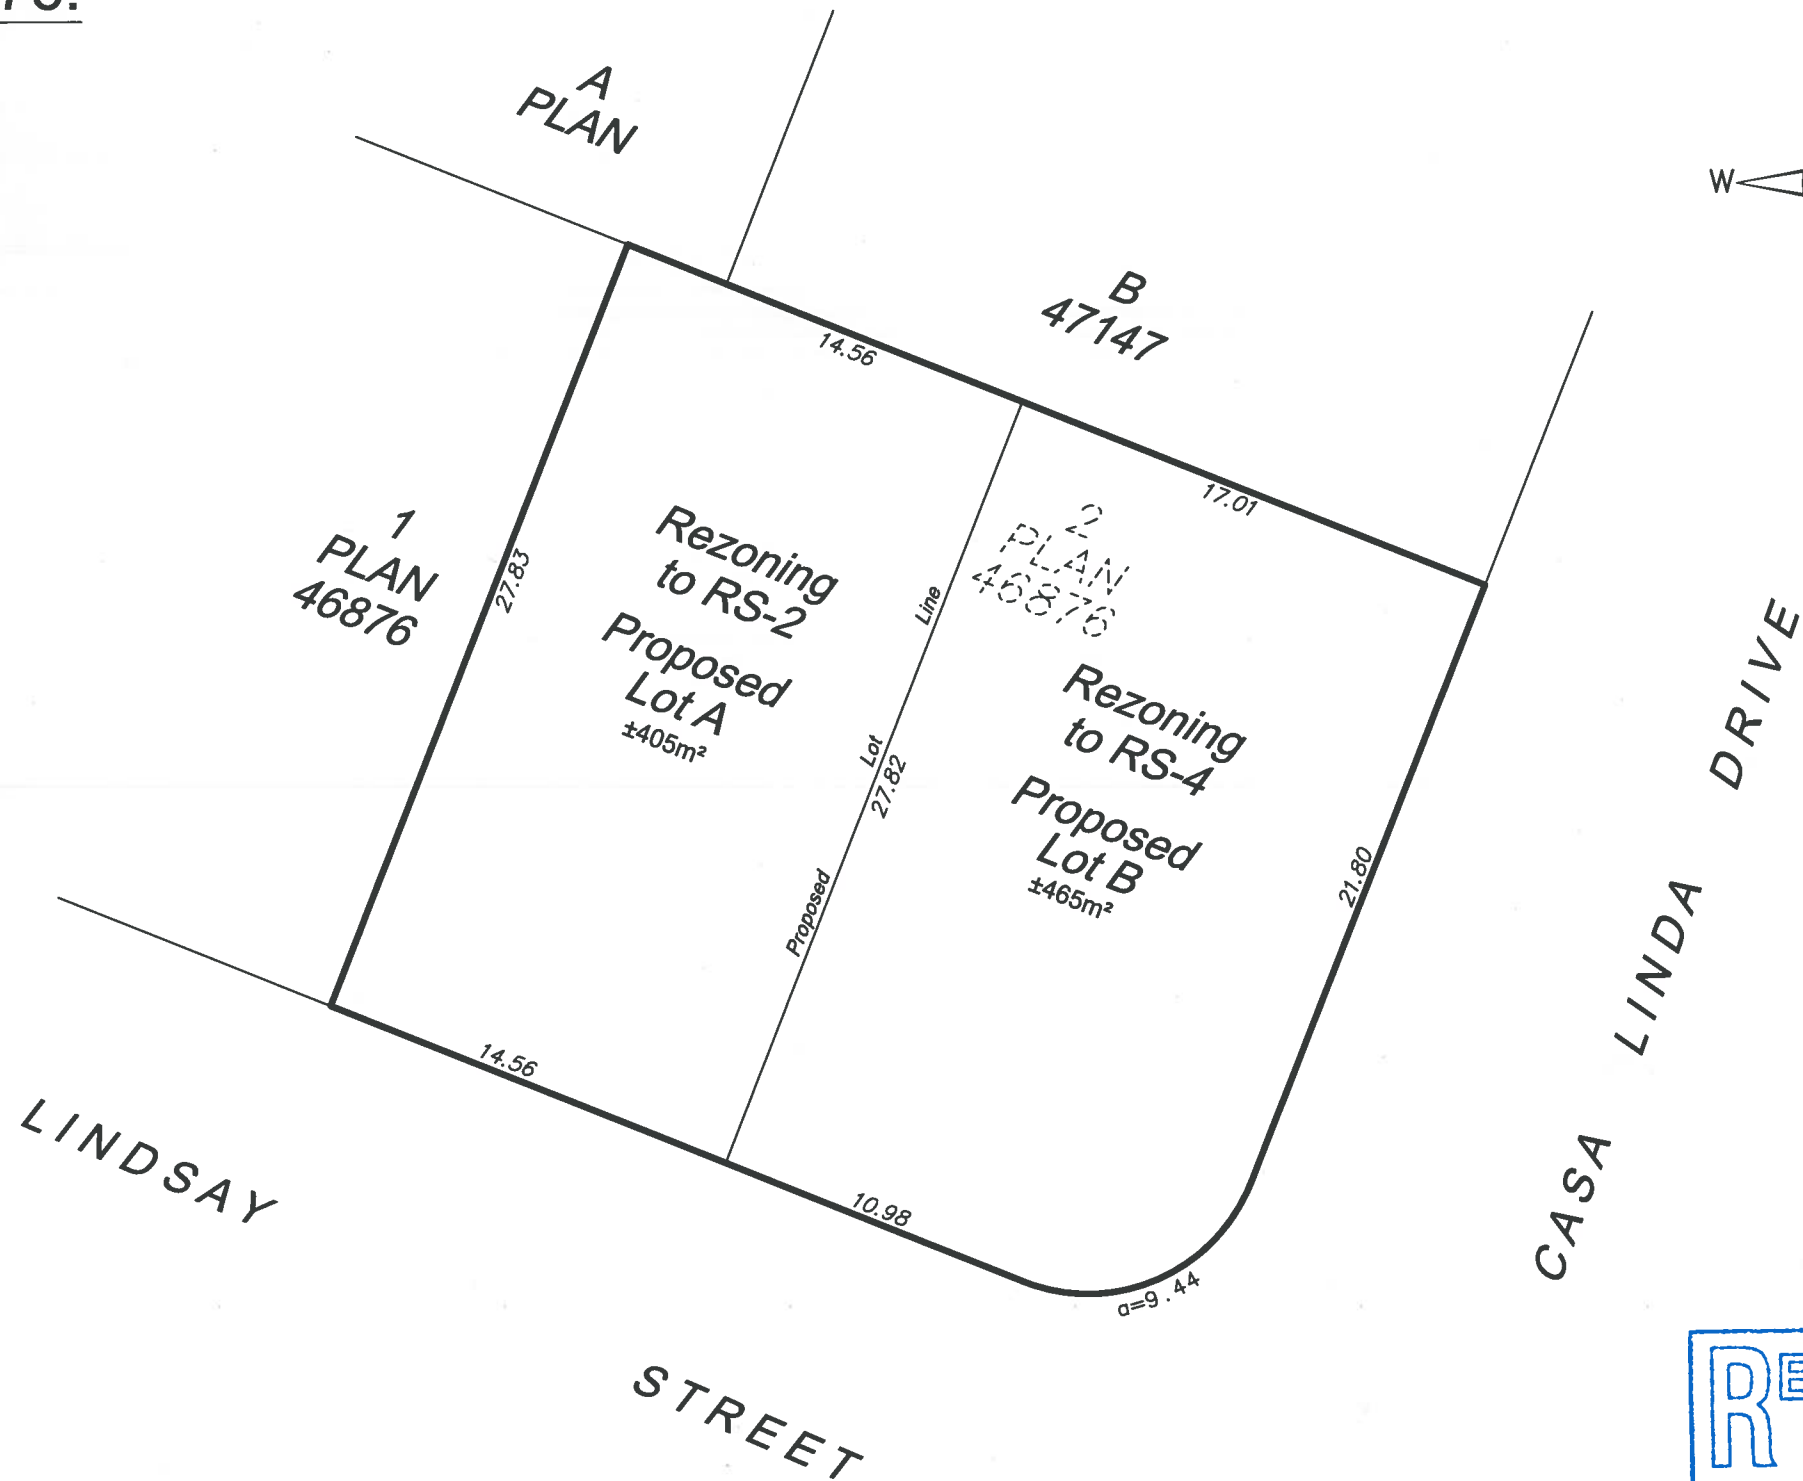 A
PLAN
W
B
47147
14.56
17.01
1
PLAN
46876
27.83
Rezoning
to RS-2
Proposed
Lot A
±405m²
2
PLAN
46876
Rezoning
to RS-4
Proposed
Lot B
±465m²
Proposed Lot Line
27.82
21.80
14.56
10.98
a=9.44
LINDSAY STREET
CASA LINDA DRIVE
RE